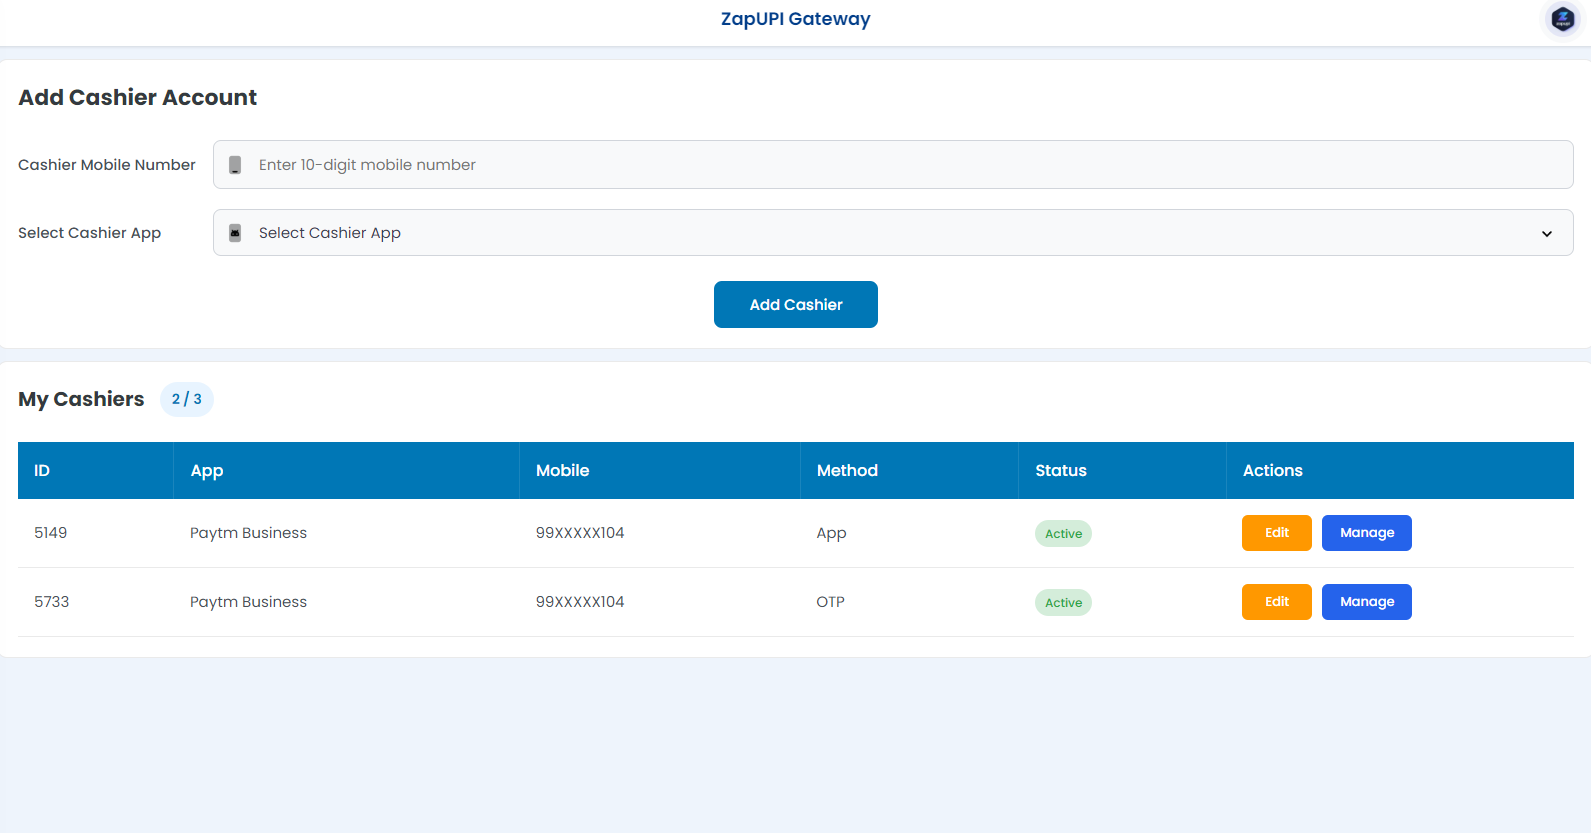 ZapUPI Gateway
Add Cashier Account
Cashier Mobile Number
Enter 10-digit mobile number
Select Cashier App
Select Cashier App
Add Cashier
My Cashiers 2 / 3
ID App Mobile Method Status Actions
5149 Paytm Business 99XXXXX104 App Active Edit Manage
5733 Paytm Business 99XXXXX104 OTP Active Edit Manage